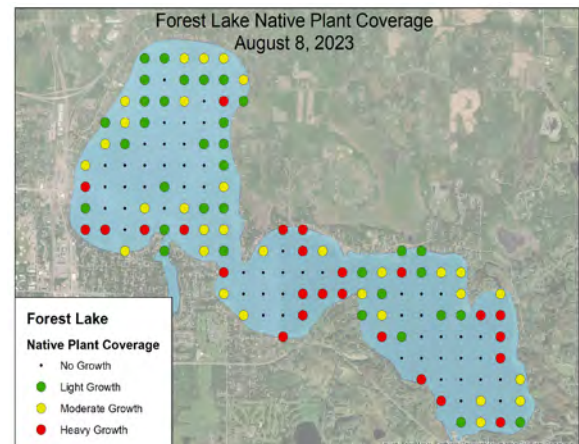 Forest Lake Native Plant Coverage
August 8, 2023
Forest Lake
Native Plant Coverage
No Growth
Light Growth
Moderate Growth
Heavy Growth